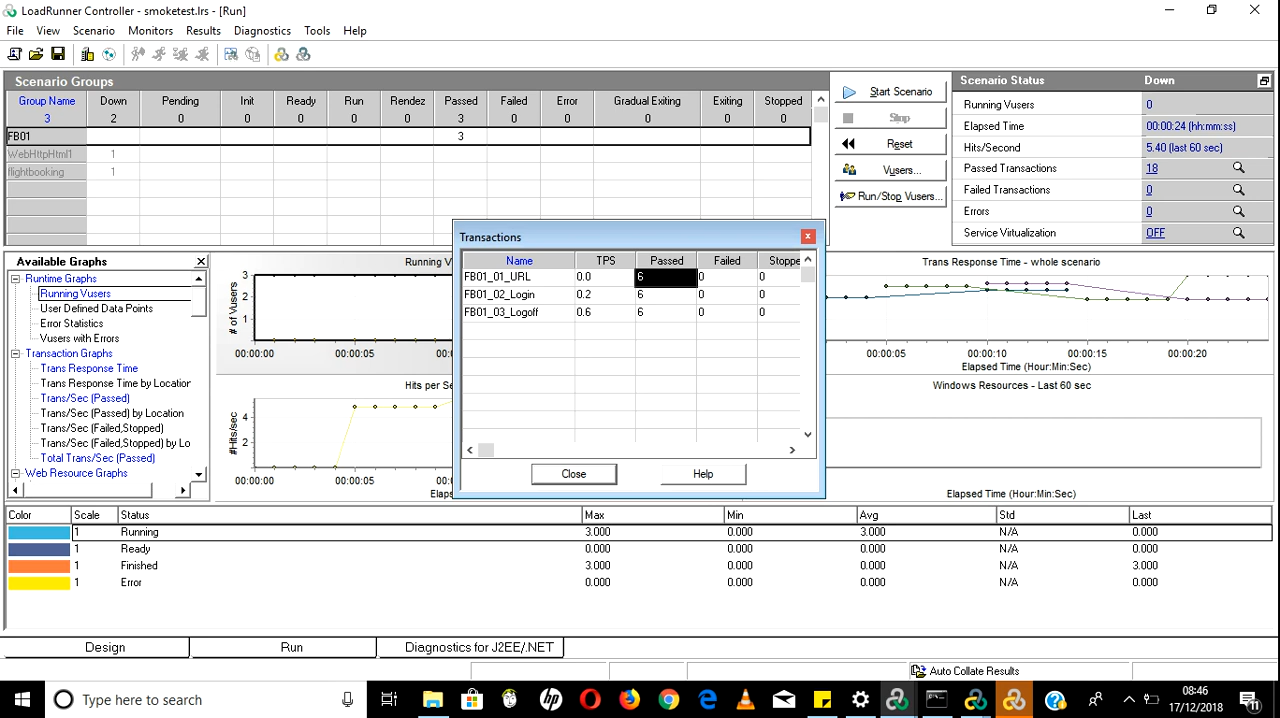 LoadRunner Controller - smoketest.lrs - [Run]
File View Scenario Monitors Results Diagnostics Tools Help
Scenario Groups
Group Name Down Pending Init Ready Run Rendez Passed Failed Error Gradual Exiting Exiting Stopped
3 2 0 0 0 0 0 3 0 0 0 0 0
FB01 3
WebHttpHtml1 1
flightbooking 1
Start Scenario
Stop
Reset
Vusers...
Run/Stop Vusers...
Scenario Status Down
Running Vusers 0
Elapsed Time 00:00:24 (hh:mm:ss)
Hits/Second 5.40 (last 60 sec)
Passed Transactions 18
Failed Transactions 0
Errors 0
Service Virtualization OFF
Available Graphs
Runtime Graphs
Running Vusers
User Defined Data Points
Error Statistics
Vusers with Errors
Transaction Graphs
Trans Response Time
Trans Response Time by Location
Trans/Sec (Passed)
Trans/Sec (Passed) by Location
Trans/Sec (Failed,Stopped)
Trans/Sec (Failed,Stopped) by Lo
Total Trans/Sec (Passed)
Web Resource Graphs
Running V
# of Vusers
3
2
1
00:00:00 00:00:05
Hits per Se
#Hits/sec
4
2
0
00:00:00 00:00:05
Elaps
Transactions
Name TPS Passed Failed Stoppe
FB01_01_URL 0.0 6 0 0
FB01_02_Login 0.2 6 0 0
FB01_03_Logoff 0.6 6 0 0
Close Help
Trans Response Time - whole scenario
00:00:05 00:00:10 00:00:15 00:00:20
Elapsed Time (Hour:Min:Sec)
Windows Resources - Last 60 sec
Elapsed Time (Hour:Min:Sec)
Color Scale Status Max Min Avg Std Last
1 Running 3.000 0.000 3.000 N/A 0.000
1 Ready 0.000 0.000 0.000 N/A 0.000
1 Finished 3.000 0.000 0.000 N/A 3.000
1 Error 0.000 0.000 0.000 N/A 0.000
Design Run Diagnostics for J2EE/.NET
Auto Collate Results
Type here to search
hp
08:46
17/12/2018
11